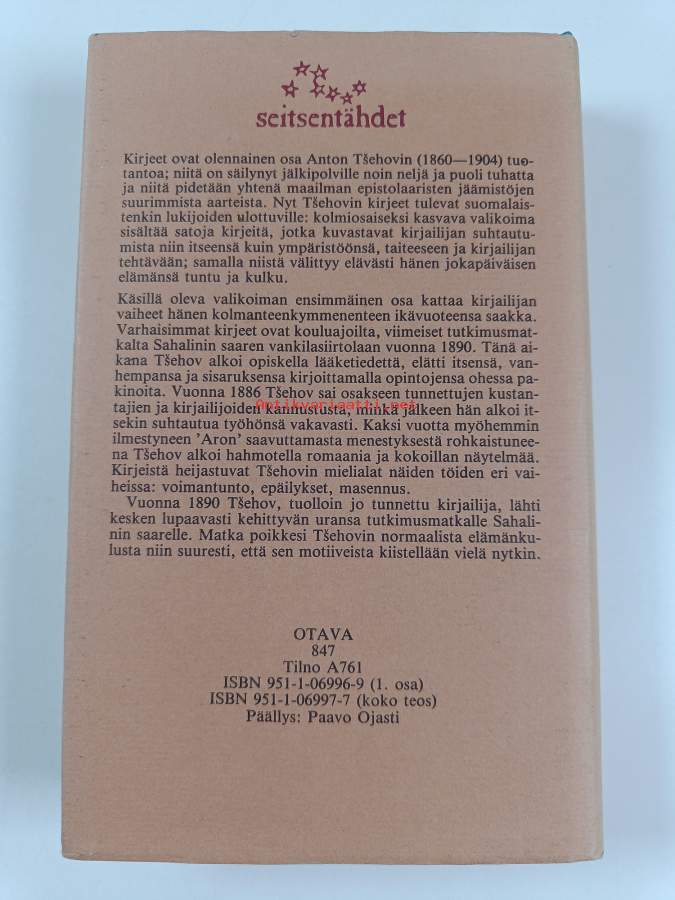 seitsentähdet
Kirjeet ovat olennainen osa Anton Tšehovin (1860—1904) tuo-
tantoa; niitä on säilynyt jälkipolville noin neljä ja puoli tuhatta
ja niitä pidetään yhtenä maailman epistolaaristen jäämistöjen
suurimmista aarteista. Nyt Tšehovin kirjeet tulevat suomalais-
tenkin lukijoiden ulottuville: kolmiosaiseksi kasvava valikoima
sisältää satoja kirjeitä, jotka kuvastavat kirjailijan suhtautu-
mista niin itseensä kuin ympäristöönsä, taiteeseen ja kirjailijan
tehtävään; samalla niistä välittyy elävästi hänen jokapäiväisen
elämänsä tuntu ja kulku.
Käsillä oleva valikoiman ensimmäinen osa kattaa kirjailijan
vaiheet hänen kolmanteenkymmenenteen ikävuoteensa saakka.
Varhaisimmat kirjeet ovat kouluajoilta, viimeiset tutkimusmat-
kalta Sahalinin saaren vankilasiirtolaan vuonna 1890. Tänä ai-
kana Tšehov alkoi opiskella lääketiedettä, elätti itsensä, van-
hempansa ja sisaruksensa kirjoittamalla opintojensa ohessa pa-
kinoita. Vuonna 1886 Tšehov sai osakseen tunnettujen kustan-
tajien ja kirjailijoiden kannustusta, minkä jälkeen hän alkoi it-
Antikvariaatti.net
sekin suhtautua työhönsä vakavasti. Kaksi vuotta myöhemmin
ilmestyneen 'Aron' saavuttamasta menestyksestä rohkaistunee-
na Tšehov alkoi hahmotella romaania ja kokoillan näytelmää.
Kirjeistä heijastuvat Tšehovin mielialat näiden töiden eri vai-
heissa: voimantunto, epäilykset, masennus.
Vuonna 1890 Tšehov, tuolloin jo tunnettu kirjailija, lähti
kesken lupaavasti kehittyvän uransa tutkimusmatkalle Sahali-
nin saarelle. Matka poikkesi Tšehovin normaalista elämänku-
lusta niin suuresti, että sen motiiveista kiistellään vielä nytkin.
OTAVA
847
Tilno A761
ISBN 951-1-06996-9 (1. osa)
ISBN 951-1-06997-7 (koko teos)
Päällys: Paavo Ojasti